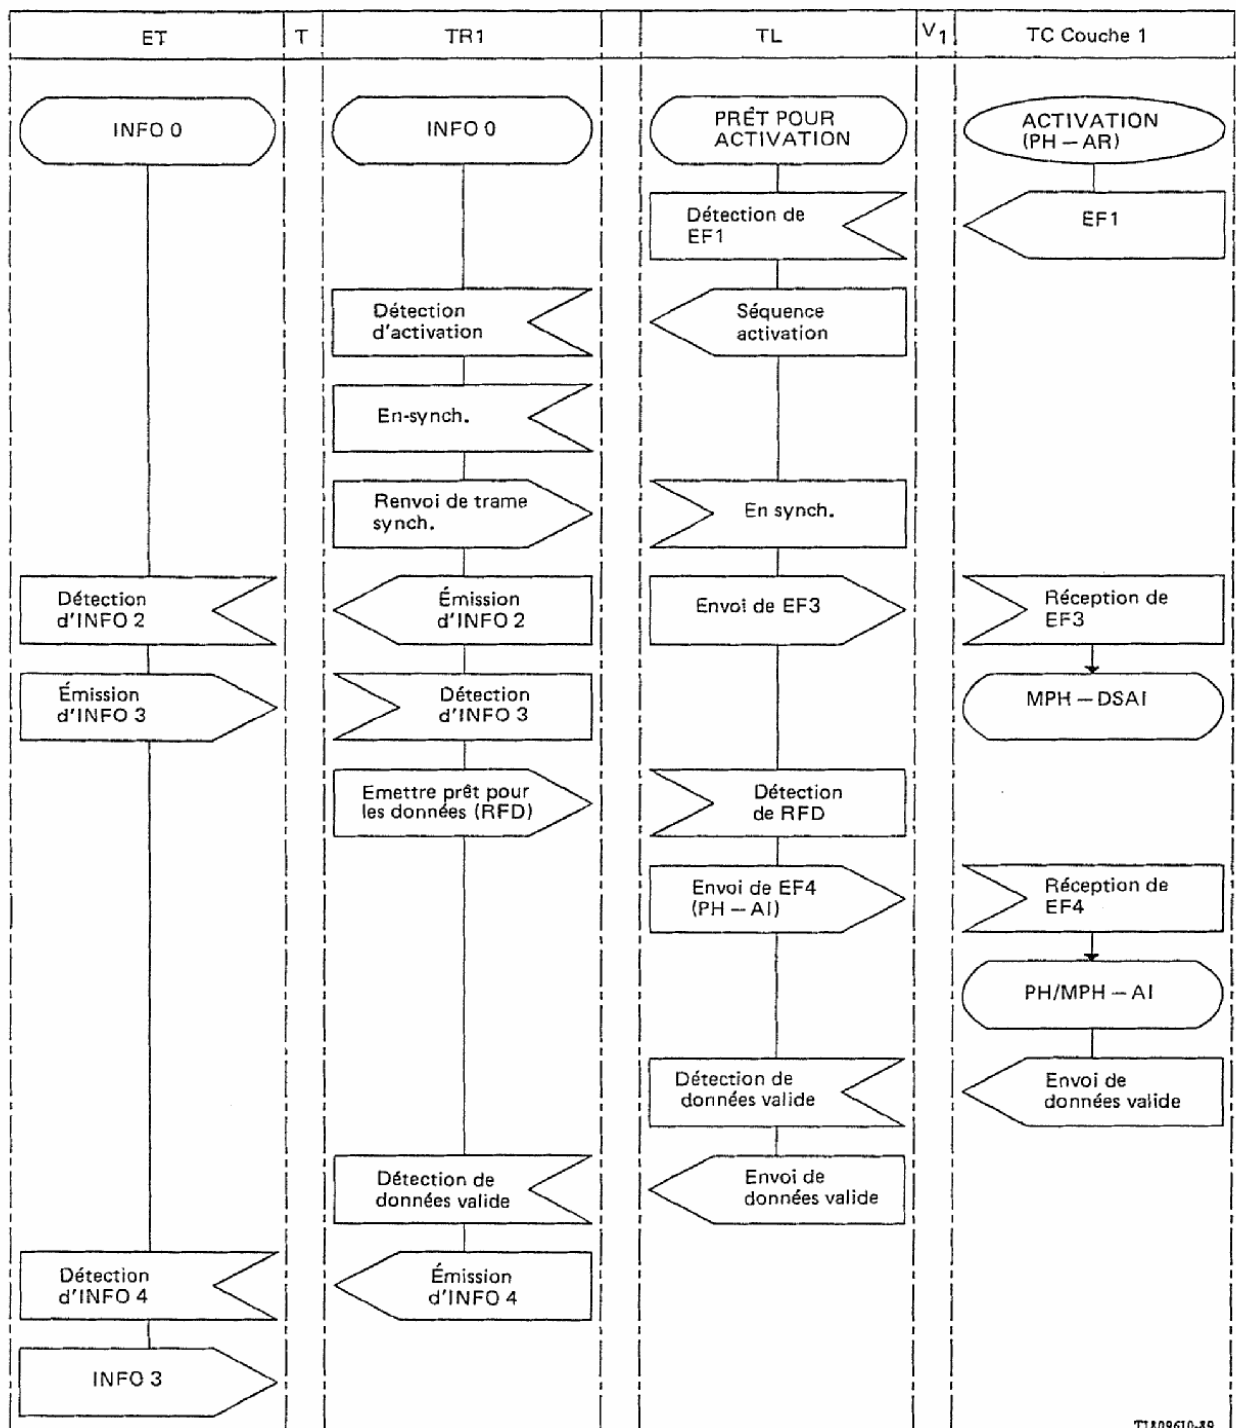 ET T TR1 TL V1 TC Couche 1
INFO 0
INFO 0
PRÊT POUR
ACTIVATION
ACTIVATION
(PH – AR)
Détection de
EF1
EF1
Détection
d'activation
Séquence
activation
En-synch.
Renvoi de trame
synch.
En synch.
Détection
d'INFO 2
Émission
d'INFO 2
Envoi de EF3
Réception de
EF3
Émission
d'INFO 3
Détection
d'INFO 3
MPH – DSAI
Emettre prêt pour
les données (RFD)
Détection
de RFD
Envoi de EF4
(PH – AI)
Réception de
EF4
PH/MPH – AI
Détection de
données valide
Envoi de
données valide
Détection de
données valide
Envoi de
données valide
Détection
d'INFO 4
Émission
d'INFO 4
INFO 3
T1809610-89